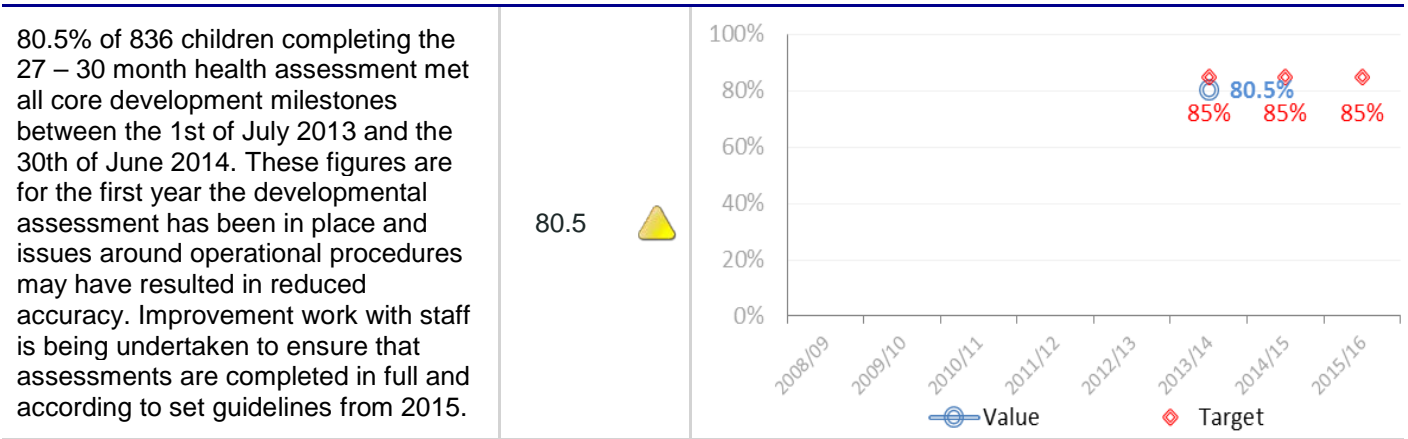 80.5% of 836 children completing the
27 – 30 month health assessment met
all core development milestones
between the 1st of July 2013 and the
30th of June 2014. These figures are
for the first year the developmental
assessment has been in place and
issues around operational procedures
may have resulted in reduced
accuracy. Improvement work with staff
is being undertaken to ensure that
assessments are completed in full and
according to set guidelines from 2015.
80.5
100%
80%
60%
40%
20%
0%
80.5%
85% 85% 85%
2008/09 2009/10 2010/11 2011/12 2012/13 2013/14 2014/15 2015/16
Value Target